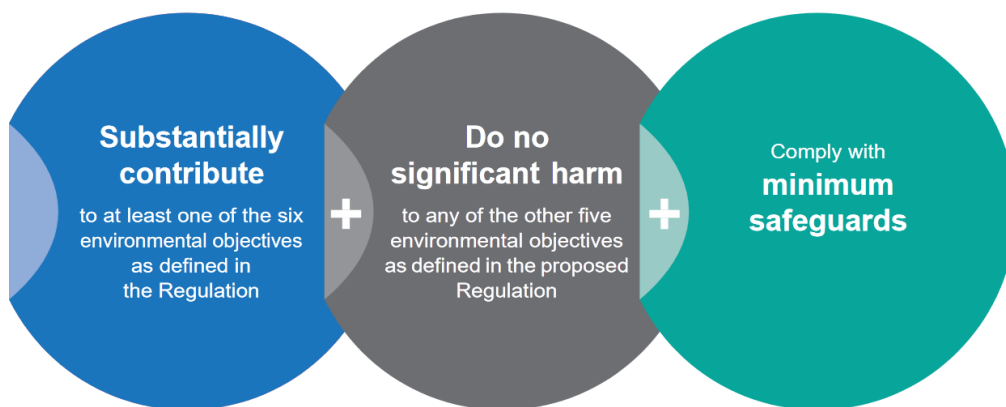 Substantially
contribute
to at least one of the six
environmental objectives
as defined in
the Regulation
+
Do no
significant harm
to any of the other five
environmental objectives
as defined in the proposed
Regulation
+
Comply with
minimum
safeguards